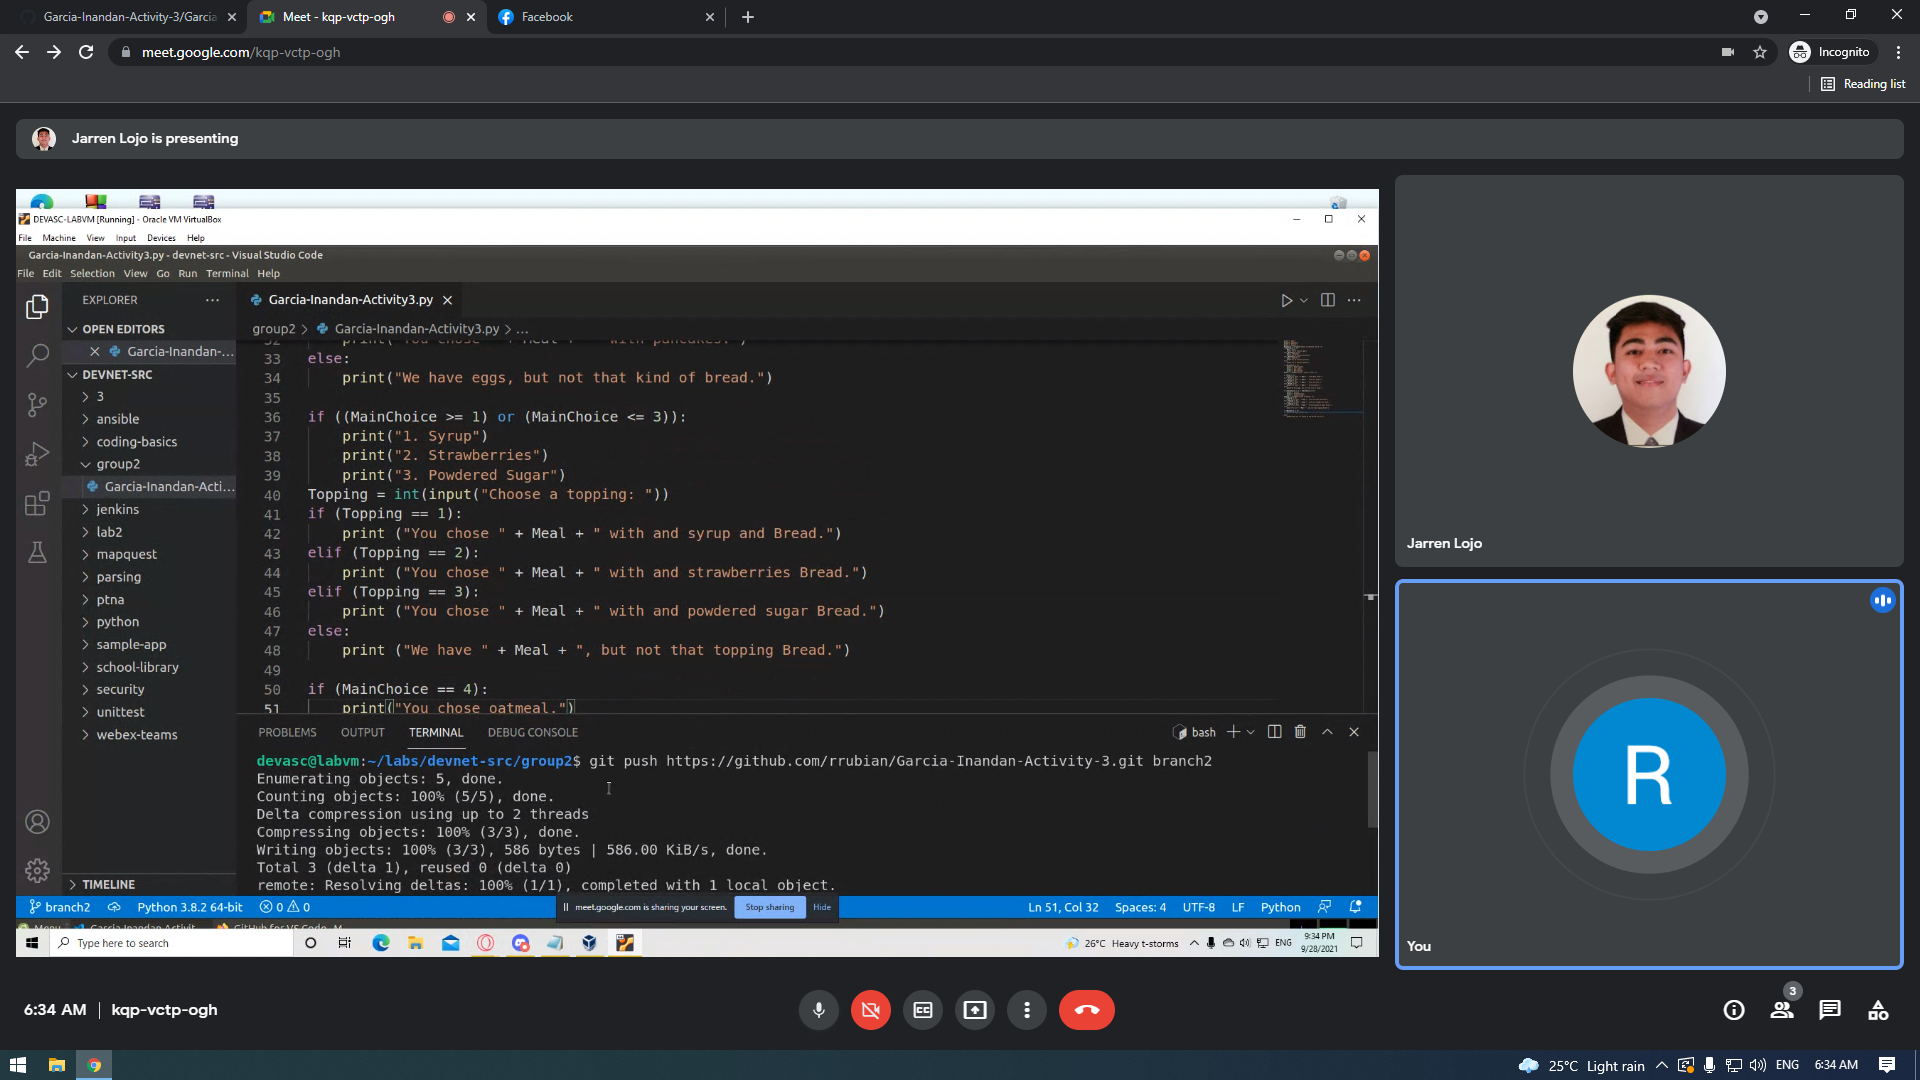 Garcia-Inandan-Activity-3/Garcia
Meet - kqp-vctp-ogh
Facebook
meet.google.com/kqp-vctp-ogh
Incognito
Reading list
Jarren Lojo is presenting
DEVASC-LABVM [Running] - Oracle VM VirtualBox
File Machine View Input Devices Help
Garcia-Inandan-Activity3.py - devnet-src - Visual Studio Code
File Edit Selection View Go Run Terminal Help
EXPLORER
OPEN EDITORS
Garcia-Inandan-...
DEVNET-SRC
3
ansible
coding-basics
group2
Garcia-Inandan-Acti...
jenkins
lab2
mapquest
parsing
ptna
python
sample-app
school-library
security
unittest
webex-teams
TIMELINE
Garcia-Inandan-Activity3.py
group2 > Garcia-Inandan-Activity3.py > ...
32 print("You chose " + Meal + " with pancakes.")
33 else:
34 print("We have eggs, but not that kind of bread.")
35
36 if ((MainChoice >= 1) or (MainChoice <= 3)):
37 print("1. Syrup")
38 print("2. Strawberries")
39 print("3. Powdered Sugar")
40 Topping = int(input("Choose a topping: "))
41 if (Topping == 1):
42 print ("You chose " + Meal + " with and syrup and Bread.")
43 elif (Topping == 2):
44 print ("You chose " + Meal + " with and strawberries Bread.")
45 elif (Topping == 3):
46 print ("You chose " + Meal + " with and powdered sugar Bread.")
47 else:
48 print ("We have " + Meal + ", but not that topping Bread.")
49
50 if (MainChoice == 4):
51 print("You chose oatmeal.")
PROBLEMS OUTPUT TERMINAL DEBUG CONSOLE
bash
devasc@labvm:~/labs/devnet-src/group2$ git push https://github.com/rrubian/Garcia-Inandan-Activity-3.git branch2
Enumerating objects: 5, done.
Counting objects: 100% (5/5), done.
Delta compression using up to 2 threads
Compressing objects: 100% (3/3), done.
Writing objects: 100% (3/3), 586 bytes | 586.00 KiB/s, done.
Total 3 (delta 1), reused 0 (delta 0)
remote: Resolving deltas: 100% (1/1), completed with 1 local object.
branch2 Python 3.8.2 64-bit 0 0
meet.google.com is sharing your screen. Stop sharing Hide
Ln 51, Col 32 Spaces: 4 UTF-8 LF Python
Type here to search
26°C Heavy t-storms
ENG
9:34 PM
9/28/2021
Jarren Lojo
R
You
6:34 AM | kqp-vctp-ogh
3
25°C Light rain
ENG
6:34 AM